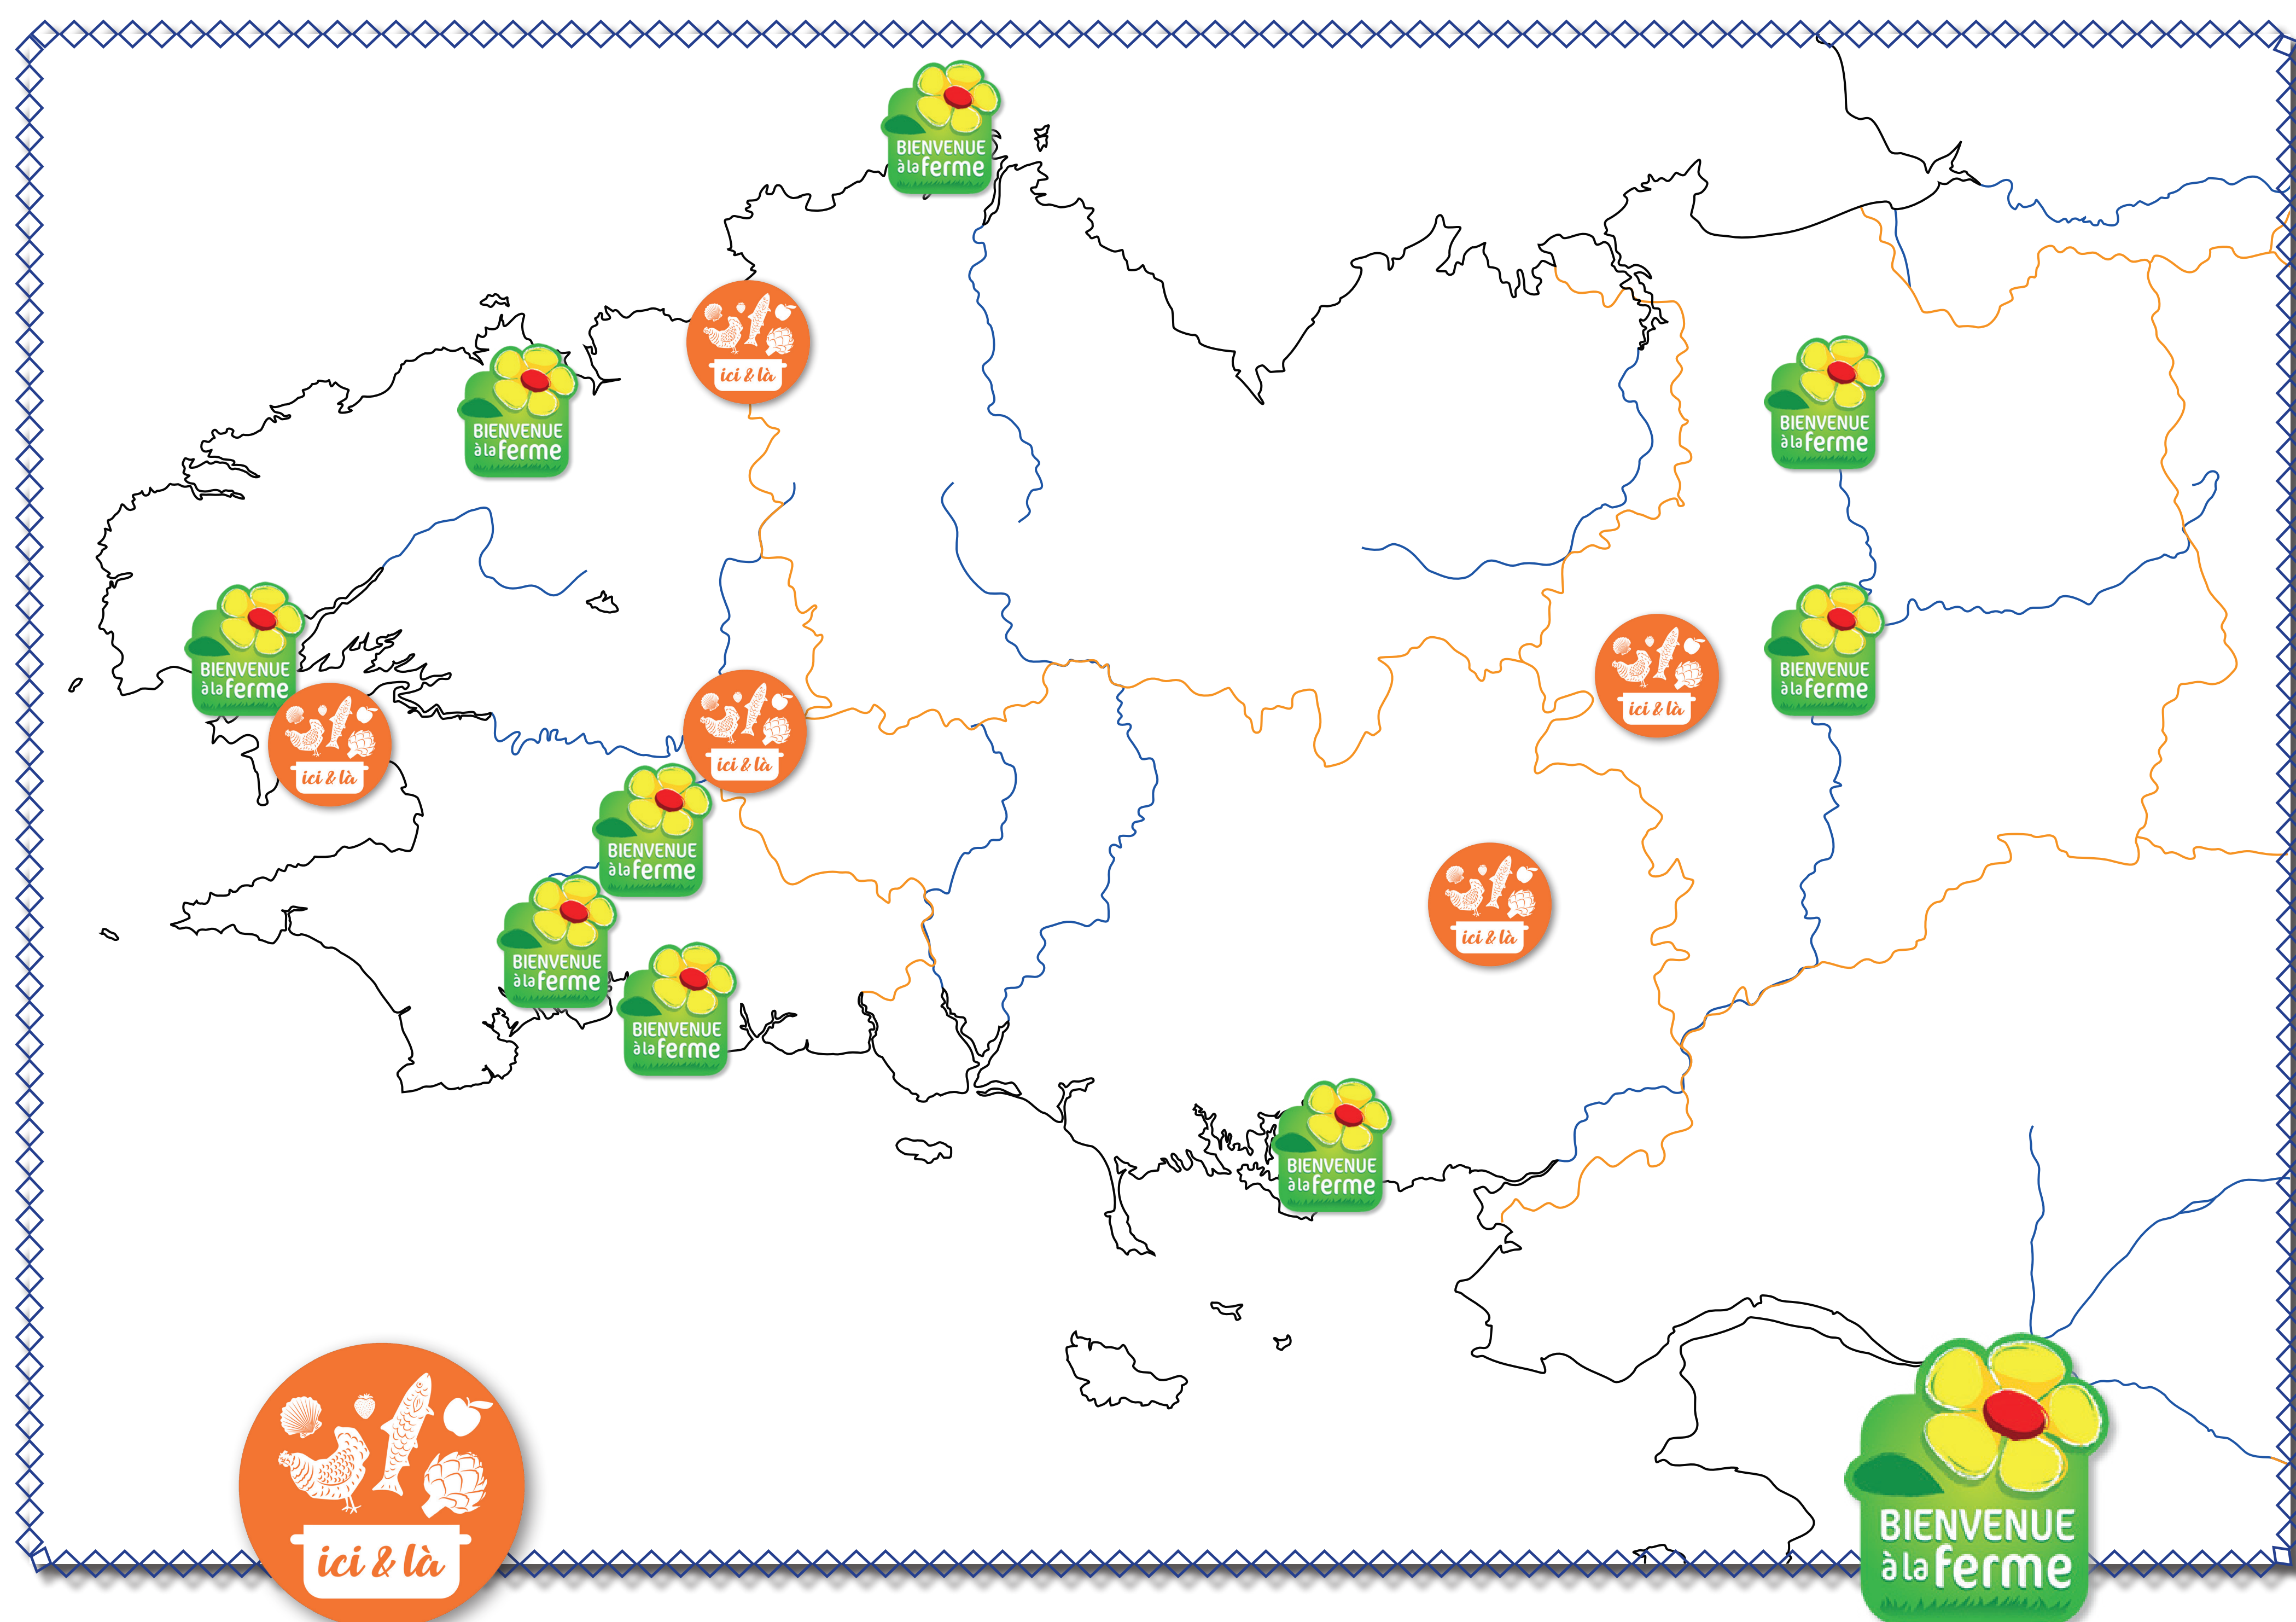 BIENVENUE
à la ferme
ici & là
BIENVENUE
à la ferme
BIENVENUE
à la ferme
BIENVENUE
à la ferme
BIENVENUE
à la ferme
ici & là
ici & là
ici & là
BIENVENUE
à la ferme
BIENVENUE
à la ferme
ici & là
BIENVENUE
à la ferme
BIENVENUE
à la ferme
ici & là
BIENVENUE
à la ferme